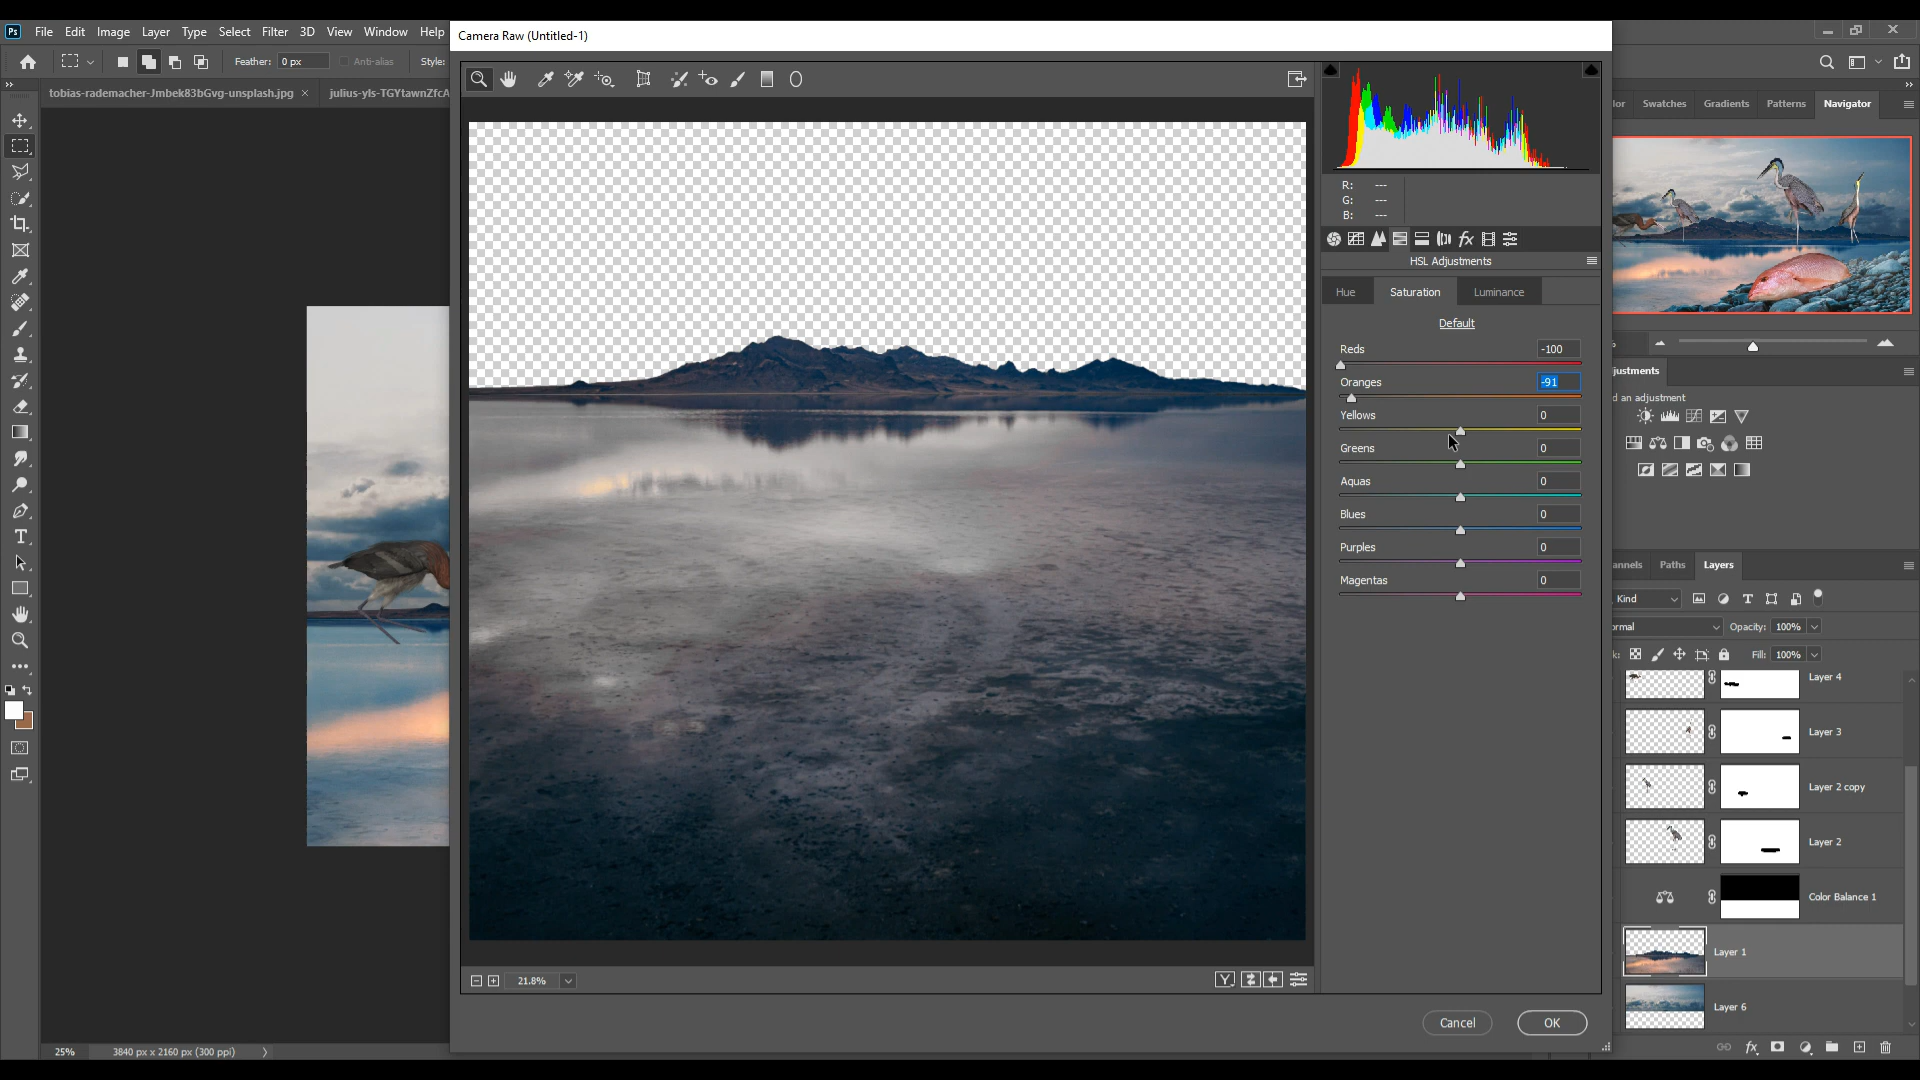 Ps File Edit Image Layer Type Select Filter 3D View Window Help
Camera Raw (Untitled-1)
Feather: 0 px Anti-alias Style:
tobias-rademacher-Jmbek83bGvg-unsplash.jpg × julius-yls-TGYtawnZfcA
R: ---
G: ---
B: ---
HSL Adjustments
Hue Saturation Luminance
Default
Reds -100
Oranges -91
Yellows 0
Greens 0
Aquas 0
Blues 0
Purples 0
Magentas 0
21.8%
Y
Cancel OK
lor Swatches Gradients Patterns Navigator
%
justments
d an adjustment
annels Paths Layers
Kind
ormal Opacity: 100%
k: Fill: 100%
Layer 4
Layer 3
Layer 2 copy
Layer 2
Color Balance 1
Layer 1
Layer 6
fx
25% 3840 px x 2160 px (300 ppi)